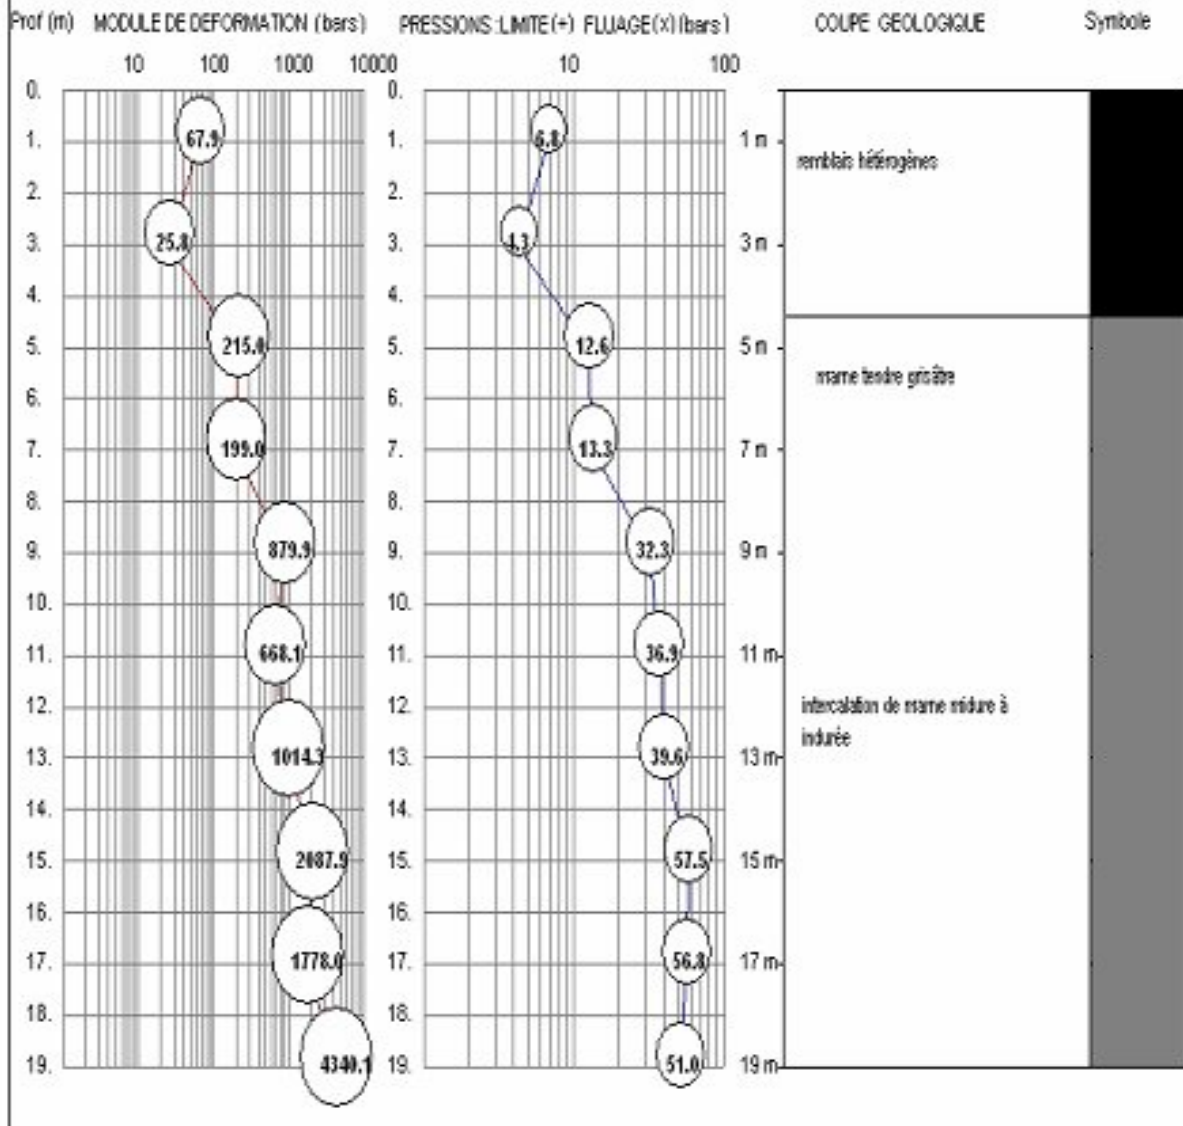 Prof (m) MODULE DE DEFORMATION (bars) PRESSIONS:LIMITE(+) FLUAGE(X)(bars) COUPE GEOLOGIQUE Symbole
10 100 1000 10000 10 100
0. 0.
67.9 6.8
1. 1. 1 m
remblais hétérogènes
2. 2.
25.8 4.3
3. 3. 3 m
4. 4.
215.0 12.6
5. 5. 5 m
marne tendre grisâtre
6. 6.
199.0 13.3
7. 7. 7 m
8. 8.
879.9 32.3
9. 9. 9 m
10. 10.
668.1 36.9
11. 11. 11 m
12. 12.
intercalation de marne midure à
indurée
1014.3 39.6
13. 13. 13 m
14. 14.
2087.9 57.5
15. 15. 15 m
16. 16.
1778.0 56.8
17. 17. 17 m
18. 18.
4340.1 51.0
19. 19. 19 m